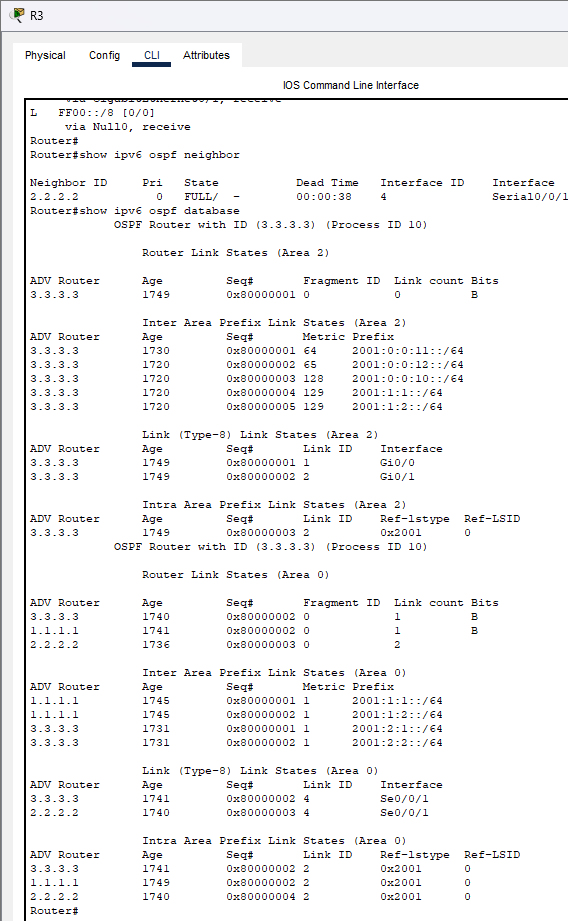 R3
Physical Config CLI Attributes
IOS Command Line Interface
via GigabitEthernet0/1, receive
L FF00::/8 [0/0]
via Null0, receive
Router#
Router#show ipv6 ospf neighbor
Neighbor ID Pri State Dead Time Interface ID Interface
2.2.2.2 0 FULL/ - 00:00:38 4 Serial0/0/1
Router#show ipv6 ospf database
OSPF Router with ID (3.3.3.3) (Process ID 10)
Router Link States (Area 2)
ADV Router Age Seq# Fragment ID Link count Bits
3.3.3.3 1749 0x80000001 0 0 B
Inter Area Prefix Link States (Area 2)
ADV Router Age Seq# Metric Prefix
3.3.3.3 1730 0x80000001 64 2001:0:0:11::/64
3.3.3.3 1720 0x80000002 65 2001:0:0:12::/64
3.3.3.3 1720 0x80000003 128 2001:0:0:10::/64
3.3.3.3 1720 0x80000004 129 2001:1:1::/64
3.3.3.3 1720 0x80000005 129 2001:1:2::/64
Link (Type-8) Link States (Area 2)
ADV Router Age Seq# Link ID Interface
3.3.3.3 1749 0x80000001 1 Gi0/0
3.3.3.3 1749 0x80000002 2 Gi0/1
Intra Area Prefix Link States (Area 2)
ADV Router Age Seq# Link ID Ref-lstype Ref-LSID
3.3.3.3 1749 0x80000003 2 0x2001 0
OSPF Router with ID (3.3.3.3) (Process ID 10)
Router Link States (Area 0)
ADV Router Age Seq# Fragment ID Link count Bits
3.3.3.3 1740 0x80000002 0 1 B
1.1.1.1 1741 0x80000002 0 1 B
2.2.2.2 1736 0x80000003 0 2
Inter Area Prefix Link States (Area 0)
ADV Router Age Seq# Metric Prefix
1.1.1.1 1745 0x80000001 1 2001:1:1::/64
1.1.1.1 1745 0x80000002 1 2001:1:2::/64
3.3.3.3 1731 0x80000001 1 2001:2:1::/64
3.3.3.3 1731 0x80000002 1 2001:2:2::/64
Link (Type-8) Link States (Area 0)
ADV Router Age Seq# Link ID Interface
3.3.3.3 1741 0x80000002 4 Se0/0/1
2.2.2.2 1740 0x80000003 4 Se0/0/1
Intra Area Prefix Link States (Area 0)
ADV Router Age Seq# Link ID Ref-lstype Ref-LSID
3.3.3.3 1741 0x80000002 2 0x2001 0
1.1.1.1 1749 0x80000002 2 0x2001 0
2.2.2.2 1740 0x80000004 2 0x2001 0
Router#